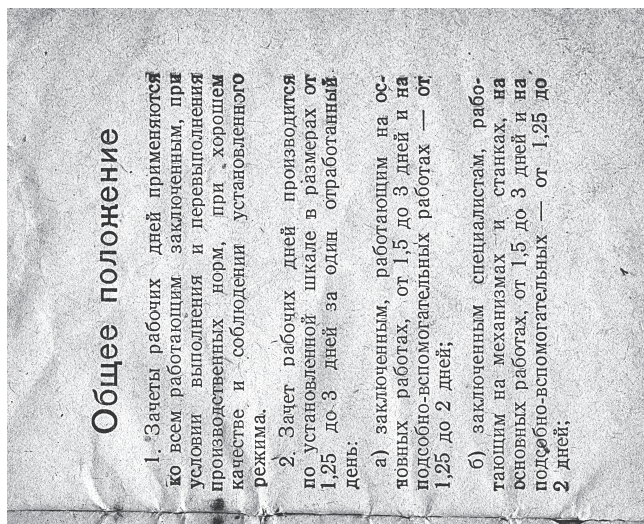 Общее положение
1. Зачеты рабочих дней применяются
ко всем работающим заключенным, при
условии выполнения и перевыполнения
производственных норм, при хорошем
качестве и соблюдении установленного
режима.
2. Зачет рабочих дней производится
по установленной шкале в размерах от
1,25 до 3 дней за один отработанный
день:
а) заключенным, работающим на ос-
новных работах, от 1,5 до 3 дней и на
подсобно-вспомогательных работах — от
1,25 до 2 дней;
б) заключенным специалистам, рабо-
тающим на механизмах и станках, на
основных работах, от 1,5 до 3 дней и на
подсобно-вспомогательных — от 1,25 до
2 дней;